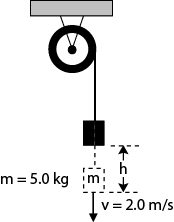 h
m = 5.0 kg
m
v = 2.0 m/s